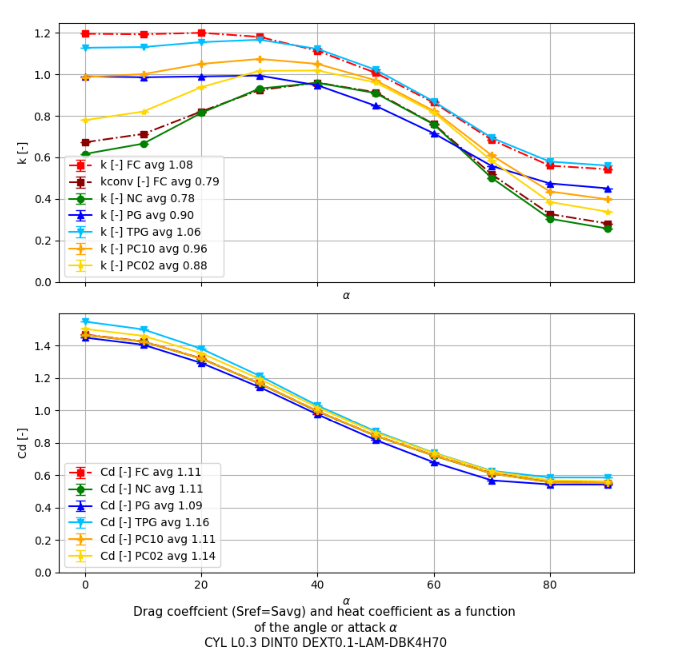 1.2
1.0
0.8
0.6
0.4
0.2
0.0
k [-]
k [-] FC avg 1.08
kconv [-] FC avg 0.79
k [-] NC avg 0.78
k [-] PG avg 0.90
k [-] TPG avg 1.06
k [-] PC10 avg 0.96
k [-] PC02 avg 0.88
α
1.4
1.2
1.0
0.8
0.6
0.4
0.2
0.0
Cd [-]
Cd [-] FC avg 1.11
Cd [-] NC avg 1.11
Cd [-] PG avg 1.09
Cd [-] TPG avg 1.16
Cd [-] PC10 avg 1.11
Cd [-] PC02 avg 1.14
0 20 40 60 80
α
Drag coeffcient (Sref=Savg) and heat coefficient as a function
of the angle or attack α
CYL L0.3 DINT0 DEXT0.1-LAM-DBK4H70